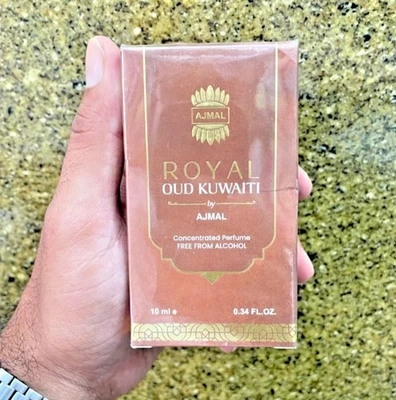 AJMAL
ROYAL
OUD KUWAITI
by
AJMAL
Concentrated Perfume
FREE FROM ALCOHOL
10 ml e 0.34 FL.OZ.